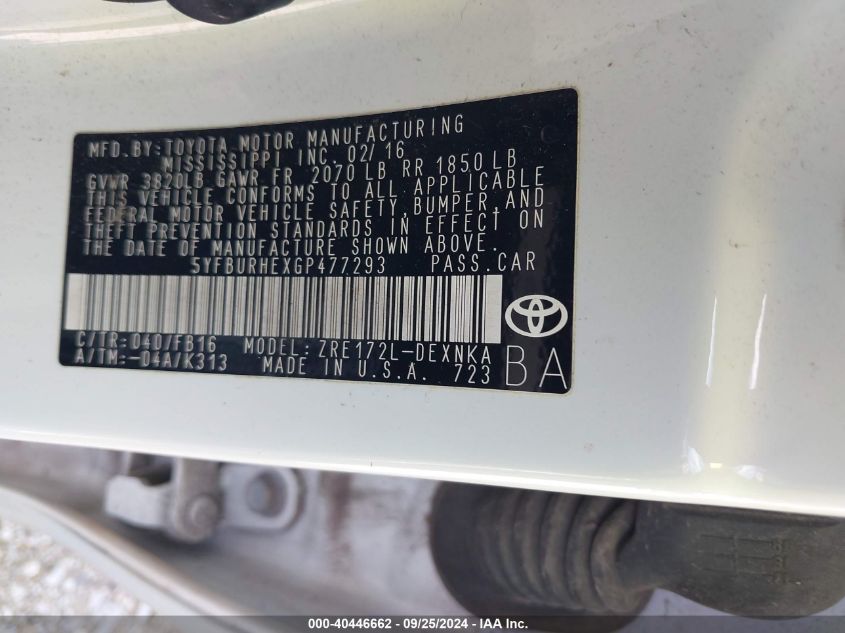 MFD. BY:TOYOTA MOTOR MANUFACTURING
MISSISSIPPI INC. 02/16
GVWR 3820LB GAWR FR 2070 LB RR 1850 LB
THIS VEHICLE CONFORMS TO ALL APPLICABLE
FEDERAL MOTOR VEHICLE SAFETY,BUMPER,AND
THEFT PREVENTION STANDARDS IN EFFECT ON
THE DATE OF MANUFACTURE SHOWN ABOVE.
5YFBURHEXGP477293 PASS.CAR
C/TR:040/FB16 MODEL:ZRE172L-DEXNKA
A/TM:-04A/K313 MADE IN U.S.A. 723
BA
000-40446662 - 09/25/2024 - IAA Inc.